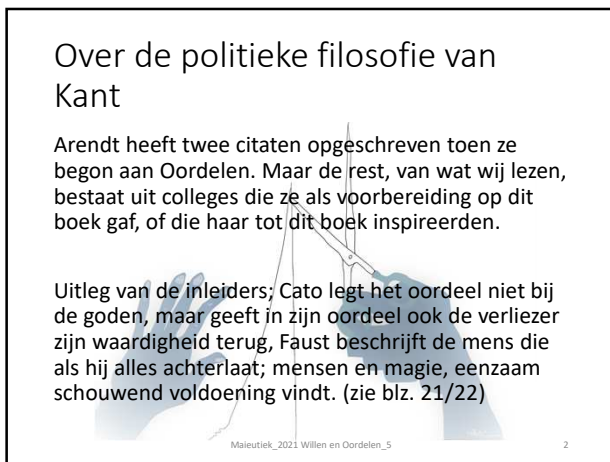 Over de politieke filosofie van
Kant
Arendt heeft twee citaten opgeschreven toen ze
begon aan Oordelen. Maar de rest, van wat wij lezen,
bestaat uit colleges die ze als voorbereiding op dit
boek gaf, of die haar tot dit boek inspireerden.
Uitleg van de inleiders; Cato legt het oordeel niet bij
de goden, maar geeft in zijn oordeel ook de verliezer
zijn waardigheid terug, Faust beschrijft de mens die
als hij alles achterlaat; mensen en magie, eenzaam
schouwend voldoening vindt. (zie blz. 21/22)
Maieutiek_2021 Willen en Oordelen_5
2